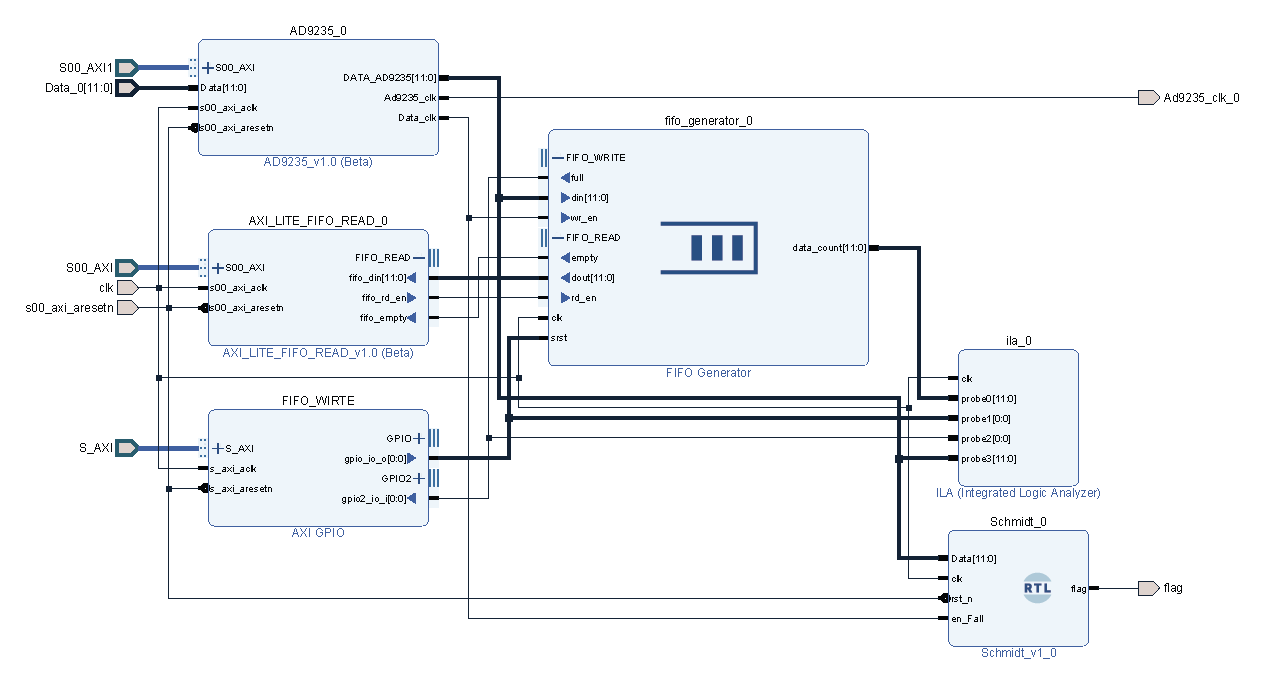 AD9235_0
S00_AXI1
Data_0[11:0]
S00_AXI
Data[11:0]
s00_axi_aclk
s00_axi_aresetn
DATA_AD9235[11:0]
Ad9235_clk
Data_clk
AD9235_v1.0 (Beta)
Ad9235_clk_0
fifo_generator_0
FIFO_WRITE
full
din[11:0]
wr_en
FIFO_READ
empty
dout[11:0]
rd_en
clk
srst
data_count[11:0]
FIFO Generator
AXI_LITE_FIFO_READ_0
S00_AXI
clk
s00_axi_aresetn
S00_AXI
s00_axi_aclk
s00_axi_aresetn
FIFO_READ
fifo_din[11:0]
fifo_rd_en
fifo_empty
AXI_LITE_FIFO_READ_v1.0 (Beta)
ila_0
clk
probe0[11:0]
probe1[0:0]
probe2[0:0]
probe3[11:0]
ILA (Integrated Logic Analyzer)
FIFO_WIRTE
S_AXI
S_AXI
s_axi_aclk
s_axi_aresetn
GPIO
gpio_io_o[0:0]
GPIO2
gpio2_io_i[0:0]
AXI GPIO
Schmidt_0
Data[11:0]
clk
rst_n
en_Fall
RTL
flag
flag
Schmidt_v1_0